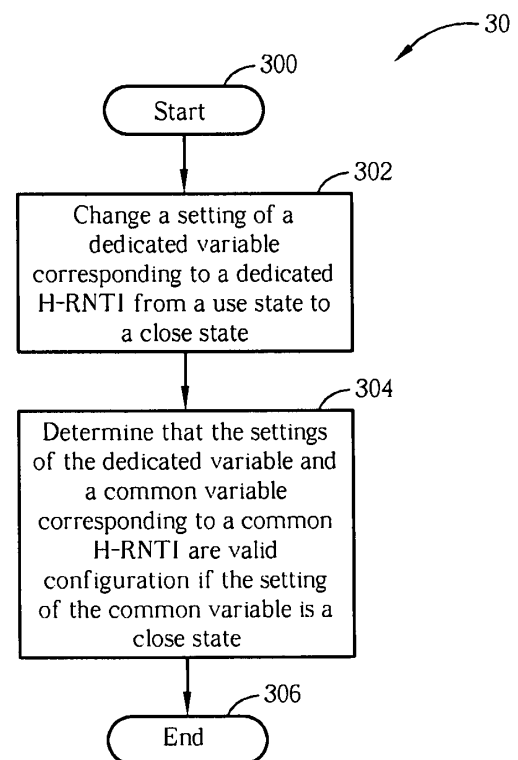 30
300
Start
302
Change a setting of a
dedicated variable
corresponding to a dedicated
H-RNTI from a use state to
a close state
304
Determine that the settings
of the dedicated variable and
a common variable
corresponding to a common
H-RNTI are valid
configuration if the setting
of the common variable is a
close state
306
End